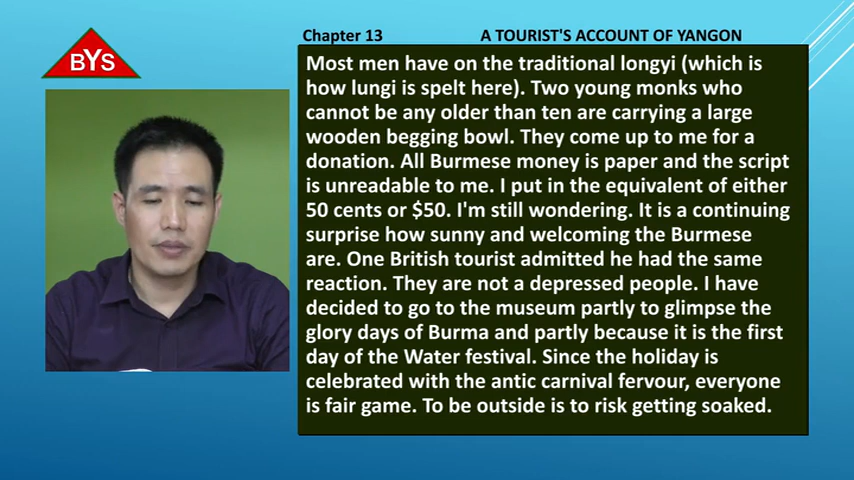 BYS
Chapter 13 A TOURIST'S ACCOUNT OF YANGON
Most men have on the traditional longyi (which is
how lungi is spelt here). Two young monks who
cannot be any older than ten are carrying a large
wooden begging bowl. They come up to me for a
donation. All Burmese money is paper and the script
is unreadable to me. I put in the equivalent of either
50 cents or $50. I'm still wondering. It is a continuing
surprise how sunny and welcoming the Burmese
are. One British tourist admitted he had the same
reaction. They are not a depressed people. I have
decided to go to the museum partly to glimpse the
glory days of Burma and partly because it is the first
day of the Water festival. Since the holiday is
celebrated with the antic carnival fervour, everyone
is fair game. To be outside is to risk getting soaked.